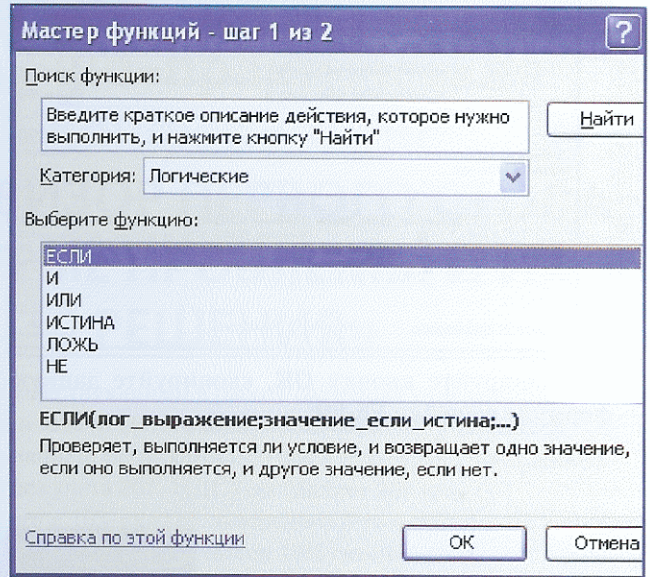 Мастер функций - шаг 1 из 2
?
Поиск функции:
Введите краткое описание действия, которое нужно
выполнить, и нажмите кнопку "Найти"
Найти
Категория: Логические
Выберите функцию:
ЕСЛИ
И
ИЛИ
ИСТИНА
ЛОЖЬ
НЕ
ЕСЛИ(лог_выражение;значение_если_истина;...)
Проверяет, выполняется ли условие, и возвращает одно значение,
если оно выполняется, и другое значение, если нет.
Справка по этой функции
ОК
Отмена